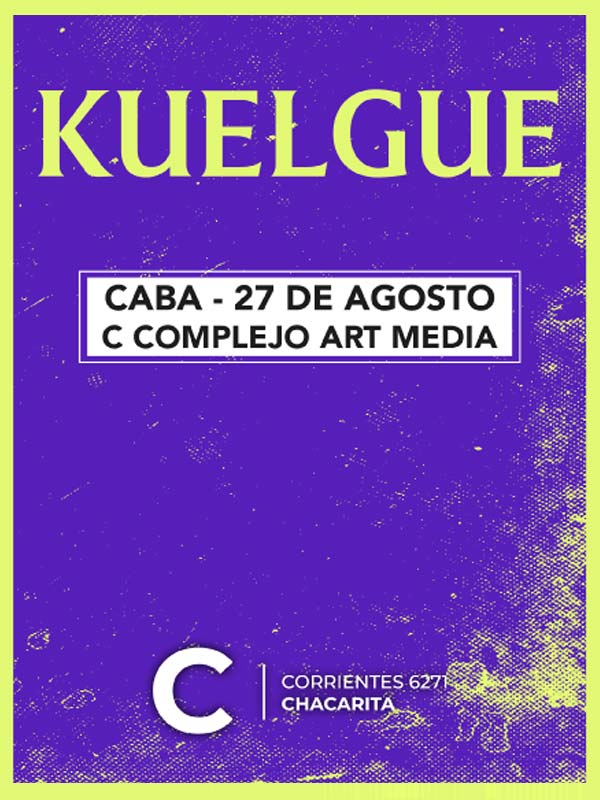 KUELGUE
CABA - 27 DE AGOSTO
C COMPLEJO ART MEDIA
C
CORRIENTES 6271
CHACARITA